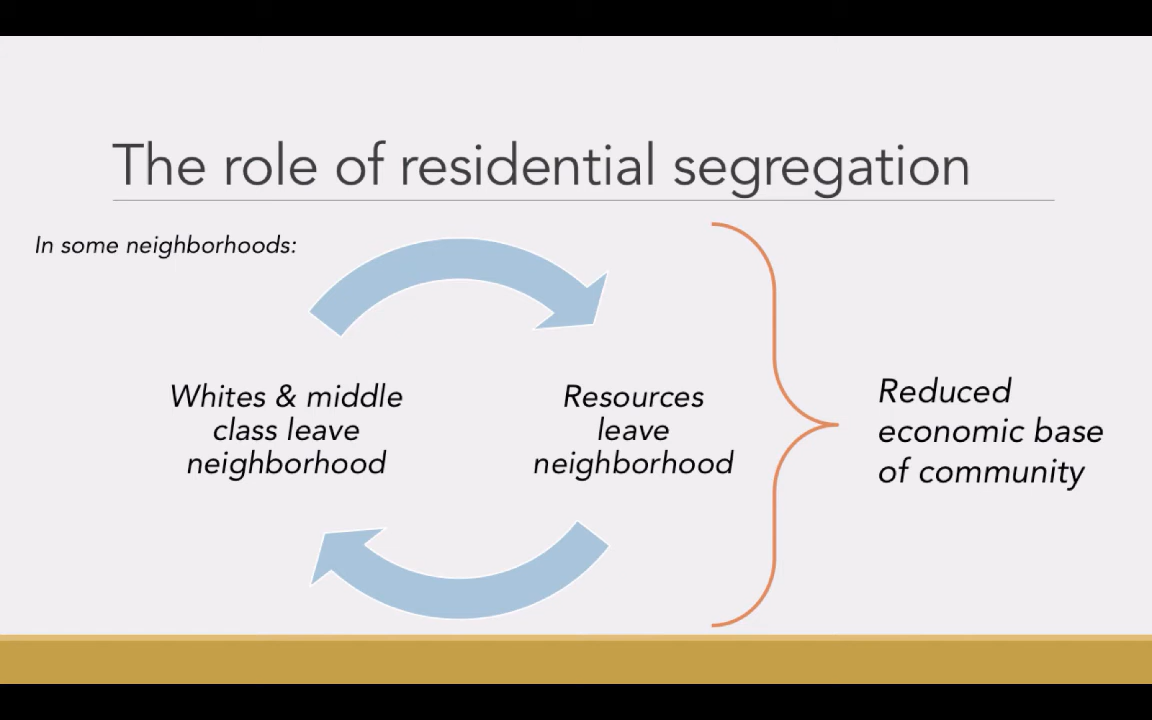 The role of residential segregation
In some neighborhoods:
Whites & middle
class leave
neighborhood
Resources
leave
neighborhood
Reduced
economic base
of community